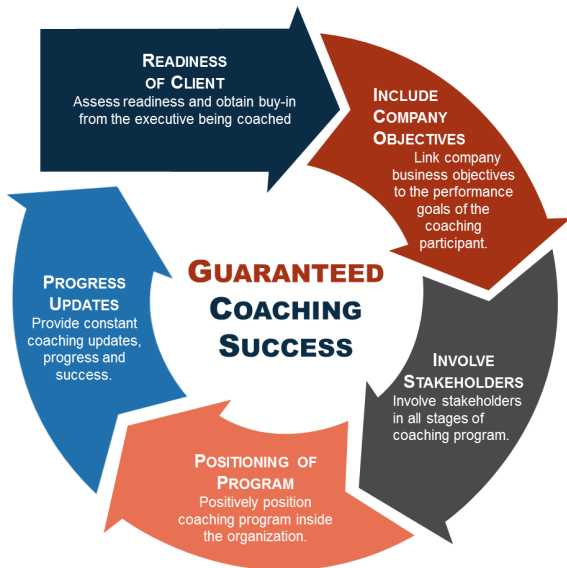 READINESS
OF CLIENT
Assess readiness and obtain buy-in
from the executive being coached
INCLUDE
COMPANY
OBJECTIVES
Link company
business objectives
to the performance
goals of the
coaching
participant.
INVOLVE
STAKEHOLDERS
Involve stakeholders
in all stages of
coaching program.
POSITIONING OF
PROGRAM
Positively position
coaching program inside
the organization.
PROGRESS
UPDATES
Provide constant
coaching updates,
progress and
success.
GUARANTEED
COACHING
SUCCESS